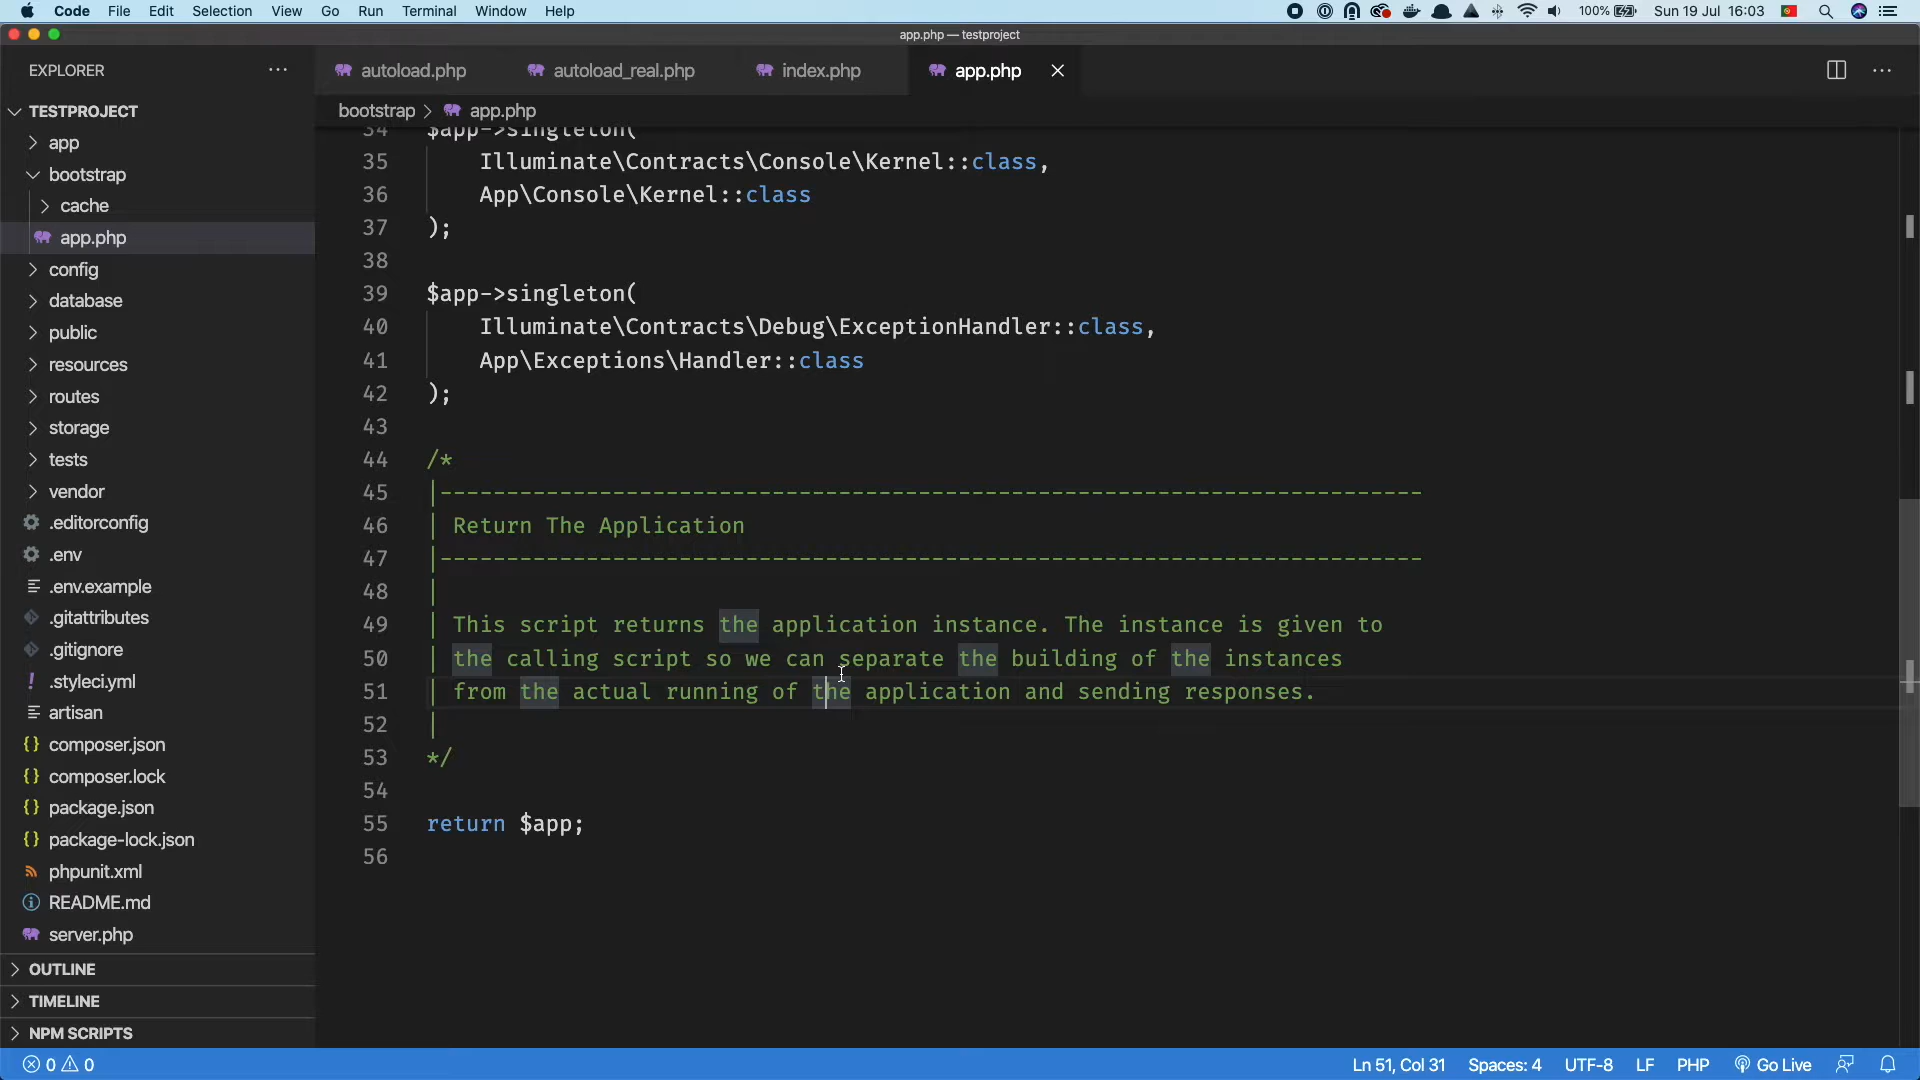 Code File Edit Selection View Go Run Terminal Window Help 100% Sun 19 Jul 16:03
app.php — testproject
EXPLORER
autoload.php autoload_real.php index.php app.php
TESTPROJECT
bootstrap > app.php
app
bootstrap
cache
app.php
config
database
public
resources
routes
storage
tests
vendor
.editorconfig
.env
.env.example
.gitattributes
.gitignore
.styleci.yml
artisan
composer.json
composer.lock
package.json
package-lock.json
phpunit.xml
README.md
server.php
OUTLINE
TIMELINE
NPM SCRIPTS
34 $app->singleton(
35 Illuminate\Contracts\Console\Kernel::class,
36 App\Console\Kernel::class
37 );
38
39 $app->singleton(
40 Illuminate\Contracts\Debug\ExceptionHandler::class,
41 App\Exceptions\Handler::class
42 );
43
44 /*
45 |--------------------------------------------------------------------------
46 | Return The Application
47 |--------------------------------------------------------------------------
48 |
49 | This script returns the application instance. The instance is given to
50 | the calling script so we can separate the building of the instances
51 | from the actual running of the application and sending responses.
52 |
53 */
54
55 return $app;
56
0 0 Ln 51, Col 31 Spaces: 4 UTF-8 LF PHP Go Live